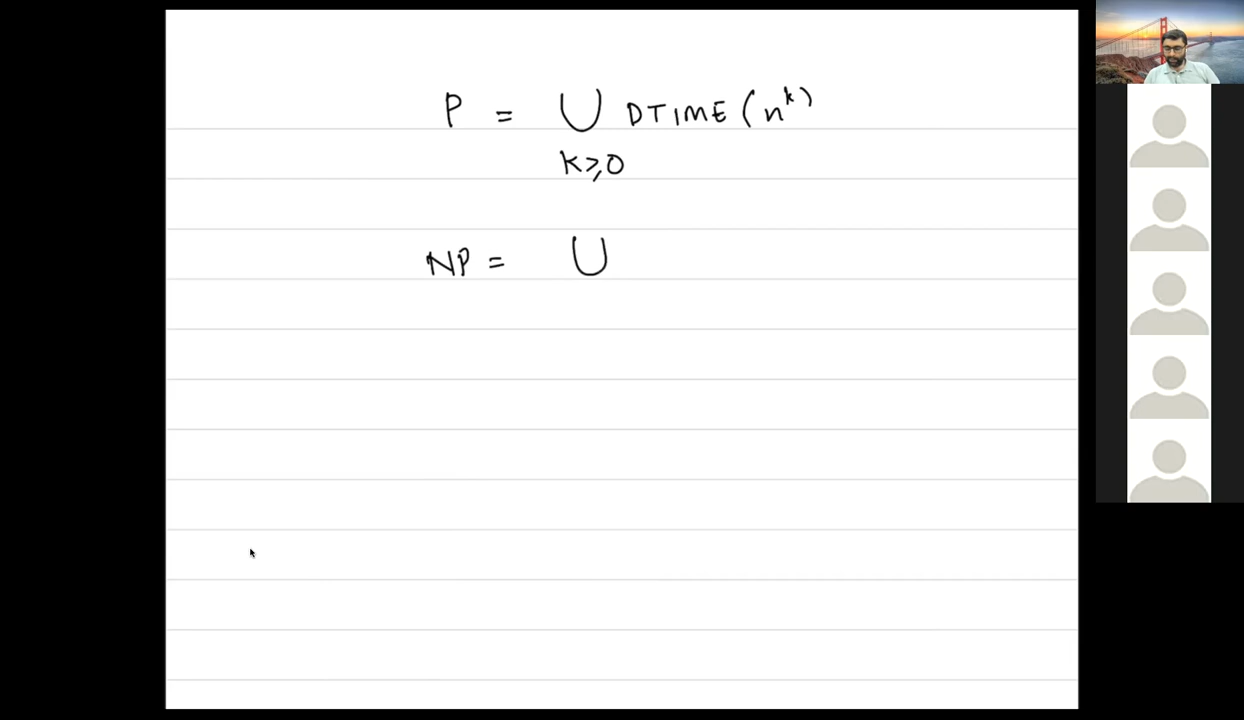 P = ∪ DTIME (n^k)
k≥0
NP = ∪